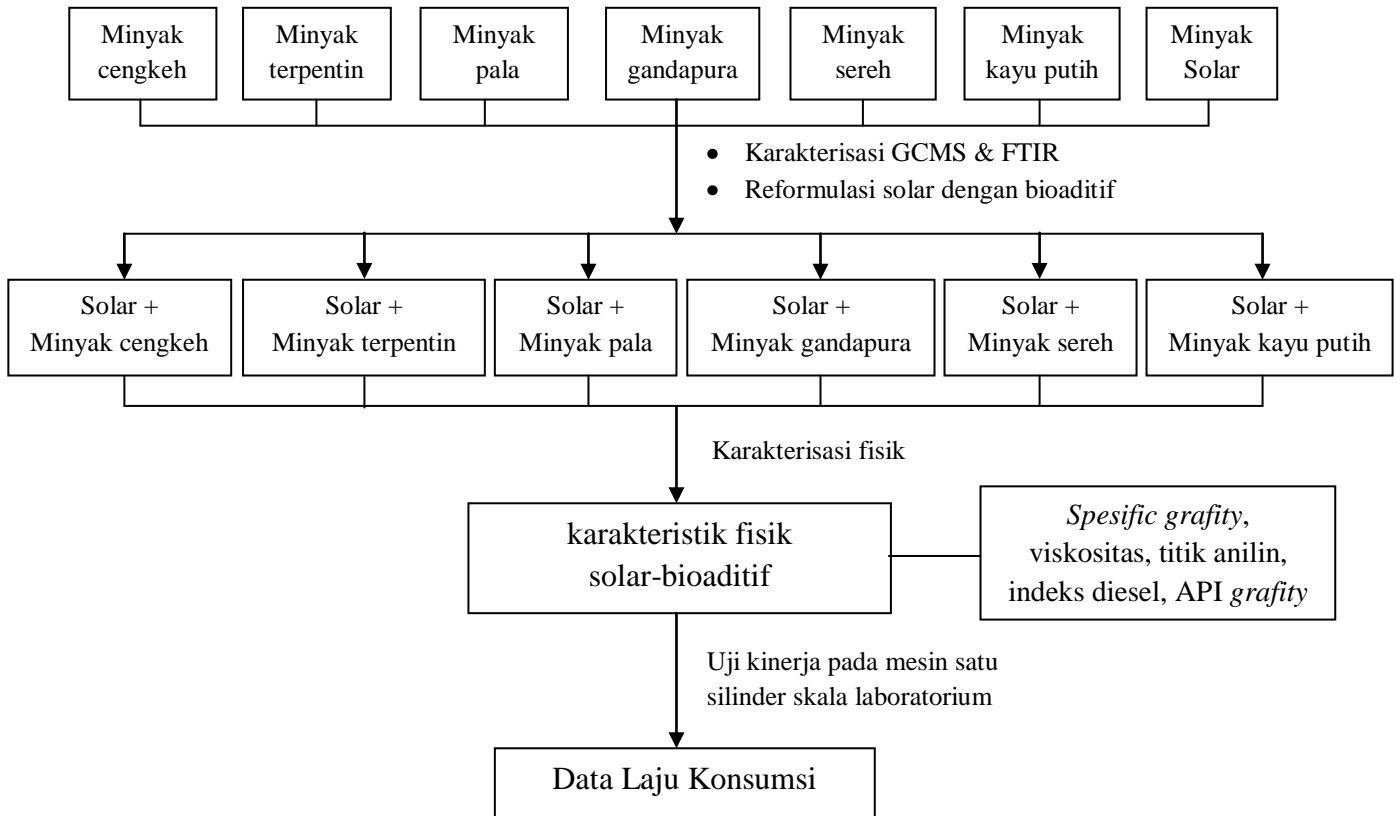 Minyak
cengkeh
Minyak
terpentin
Minyak
pala
Minyak
gandapura
Minyak
sereh
Minyak
kayu putih
Minyak
Solar
• Karakterisasi GCMS & FTIR
• Reformulasi solar dengan bioaditif
Solar +
Minyak cengkeh
Solar +
Minyak terpentin
Solar +
Minyak pala
Solar +
Minyak gandapura
Solar +
Minyak sereh
Solar +
Minyak kayu putih
Karakterisasi fisik
karakteristik fisik
solar-bioaditif
Spesific grafity,
viskositas, titik anilin,
indeks diesel, API grafity
Uji kinerja pada mesin satu
silinder skala laboratorium
Data Laju Konsumsi